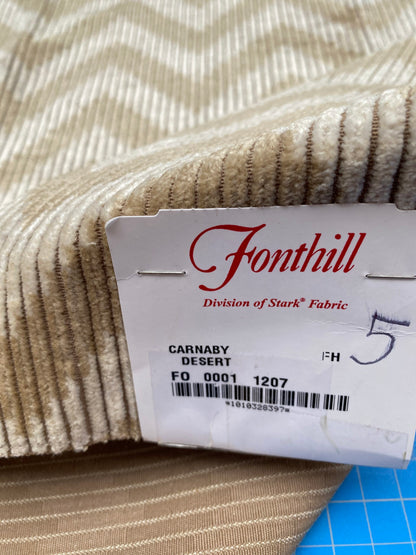 Fonthill
Division of Stark® Fabric
CARNABY FH 5
DESERT
FO 0001 1207
*1010328397*